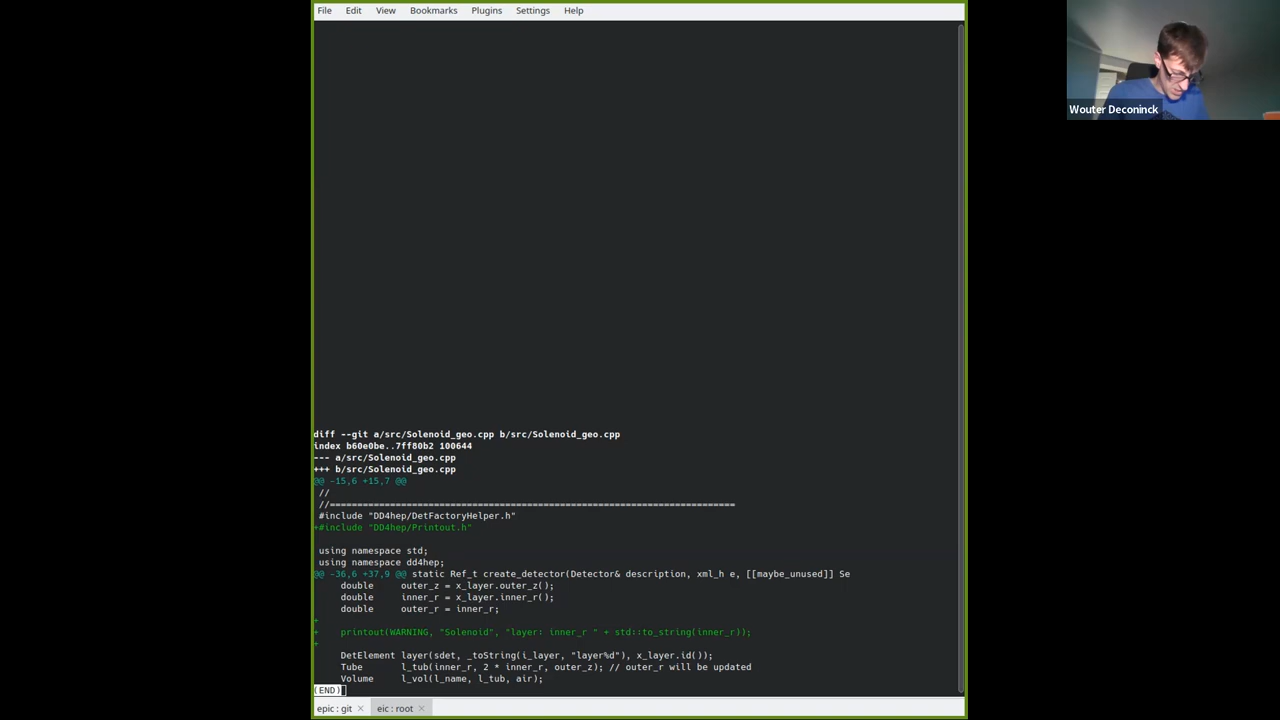 File Edit View Bookmarks Plugins Settings Help
Wouter Deconinck
diff --git a/src/Solenoid_geo.cpp b/src/Solenoid_geo.cpp
index b60e0be..7ff80b2 100644
--- a/src/Solenoid_geo.cpp
+++ b/src/Solenoid_geo.cpp
@@ -15,6 +15,7 @@
 //
 //==========================================================================
 #include "DD4hep/DetFactoryHelper.h"
+#include "DD4hep/Printout.h"
 using namespace std;
 using namespace dd4hep;
@@ -36,6 +37,9 @@ static Ref_t create_detector(Detector& description, xml_h e, [[maybe_unused]] Se
     double     outer_z = x_layer.outer_z();
     double     inner_r = x_layer.inner_r();
     double     outer_r = inner_r;
+
+    printout(WARNING, "Solenoid", "layer: inner_r " + std::to_string(inner_r));
+
     DetElement layer(sdet, _toString(i_layer, "layer%d"), x_layer.id());
     Tube       l_tub(inner_r, 2 * inner_r, outer_z); // outer_r will be updated
     Volume     l_vol(l_name, l_tub, air);
(END)
epic : git eic : root